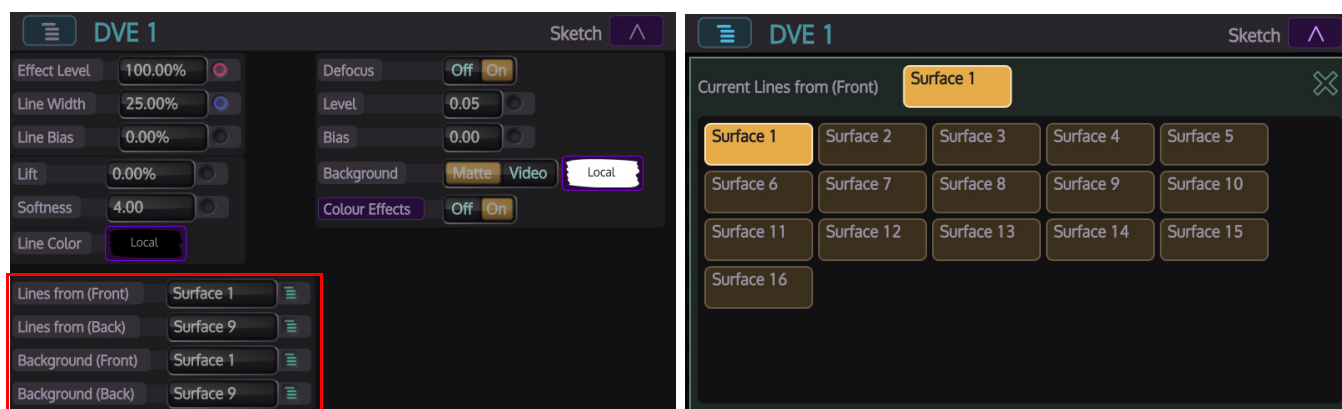 DVE 1 Sketch
Effect Level 100.00%
Line Width 25.00%
Line Bias 0.00%
Lift 0.00%
Softness 4.00
Line Color Local
Defocus Off On
Level 0.05
Bias 0.00
Background Matte Video Local
Colour Effects Off On
Lines from (Front) Surface 1
Lines from (Back) Surface 9
Background (Front) Surface 1
Background (Back) Surface 9
DVE 1 Sketch
Current Lines from (Front) Surface 1
Surface 1 Surface 2 Surface 3 Surface 4 Surface 5
Surface 6 Surface 7 Surface 8 Surface 9 Surface 10
Surface 11 Surface 12 Surface 13 Surface 14 Surface 15
Surface 16